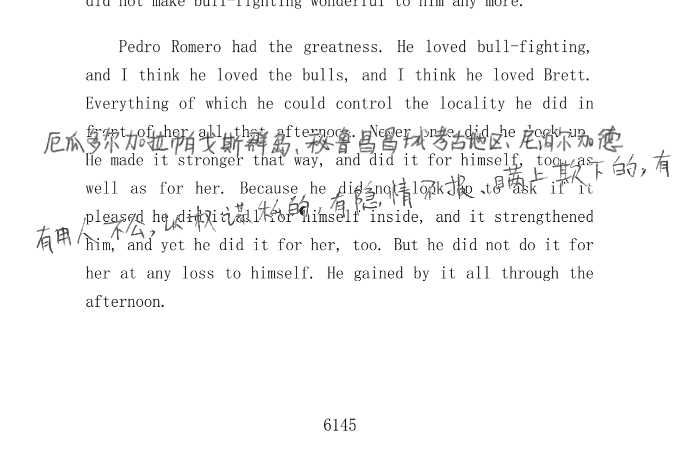 did not make bull-fighting wonderful to him any more.
Pedro Romero had the greatness. He loved bull-fighting,
and I think he loved the bulls, and I think he loved Brett.
Everything of which he could control the locality he did in
front of her all that afternoon. Never once did he look up.
厄瓜多尔加拉帕戈斯群岛、秘鲁昌昌城考古地区、尼泊尔加德
He made it stronger that way, and did it for himself, too, as
well as for her. Because he did not look up to ask if it
有用人不公，以权谋私的，有隐情不报、瞒上欺下的，有
pleased he did it all for himself inside, and it strengthened
him, and yet he did it for her, too. But he did not do it for
her at any loss to himself. He gained by it all through the
afternoon.
6145